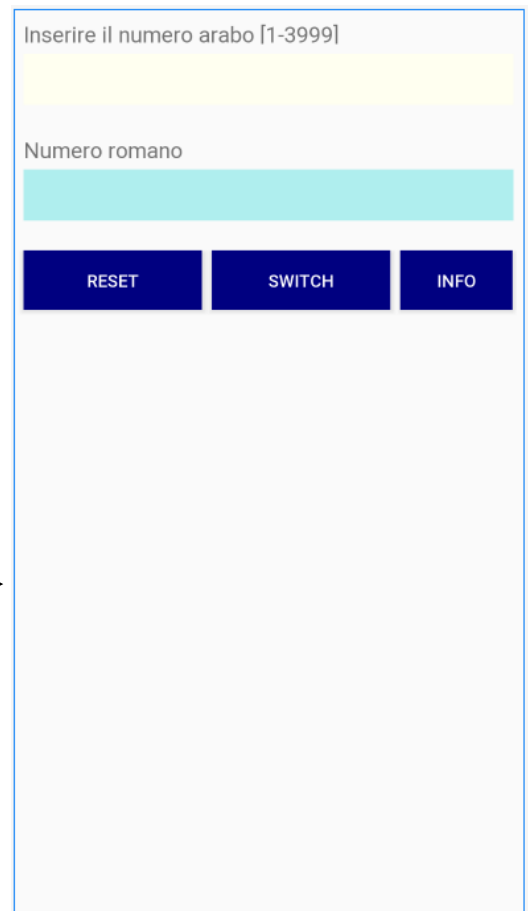 Inserire il numero arabo [1-3999]
Numero romano
RESET SWITCH INFO